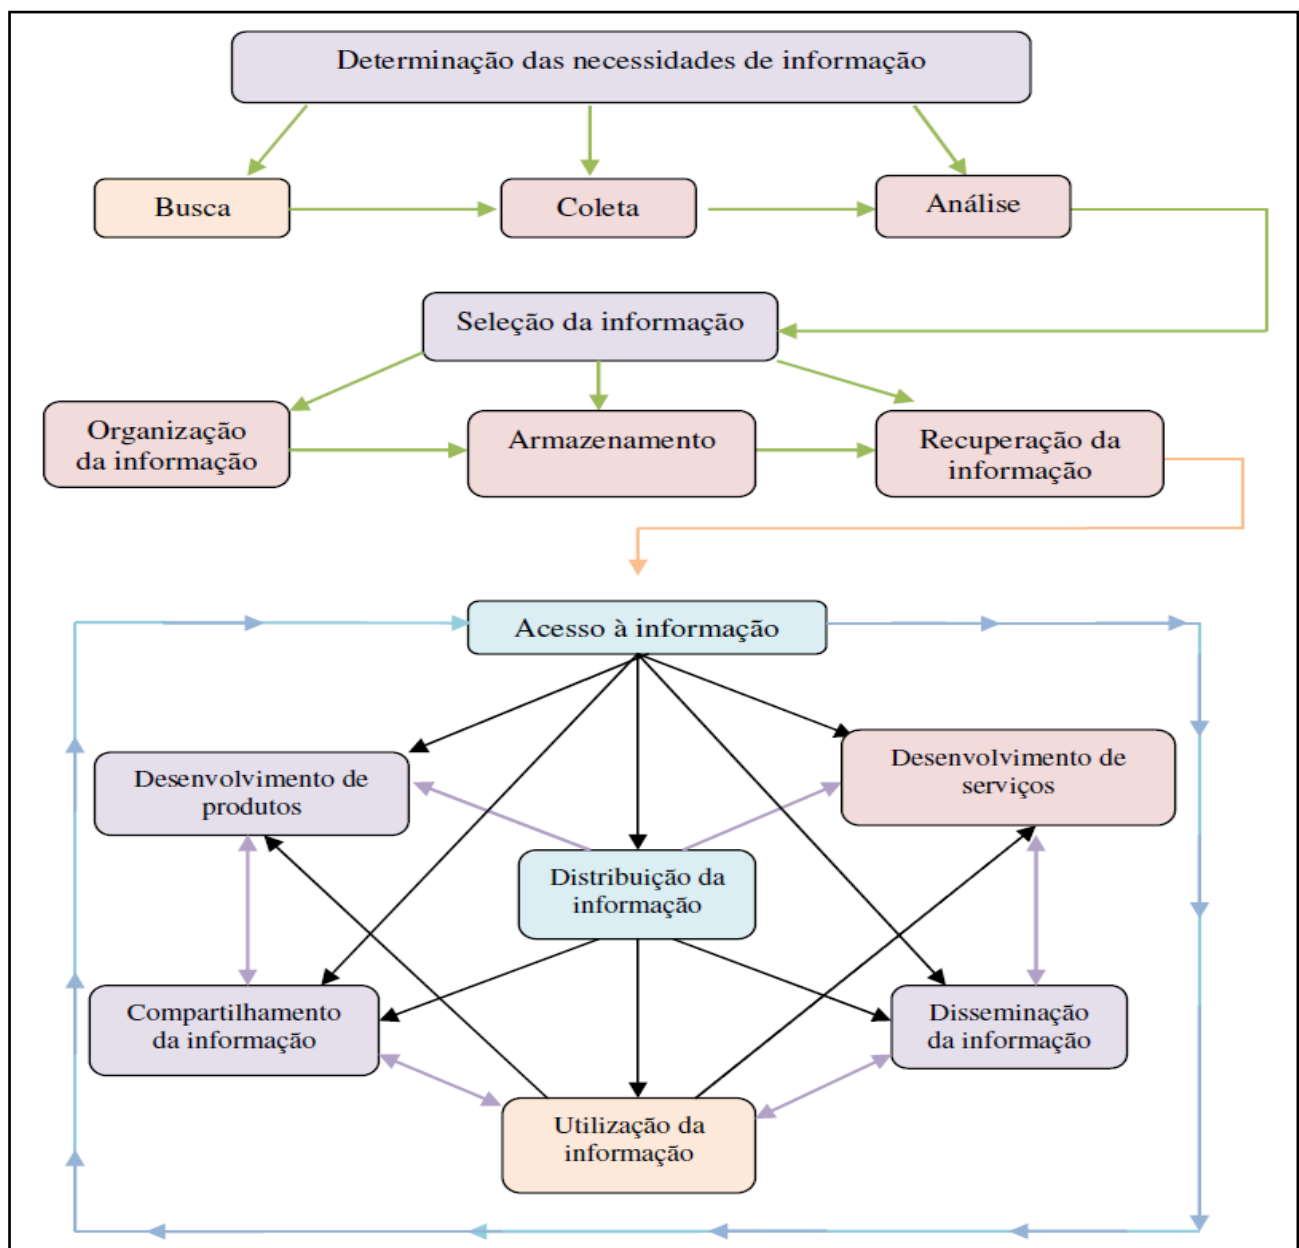 Determinação das necessidades de informação
Busca
Coleta
Análise
Seleção da informação
Organização
da informação
Armazenamento
Recuperação da
informação
Acesso à informação
Desenvolvimento de
produtos
Desenvolvimento de
serviços
Distribuição da
informação
Compartilhamento
da informação
Disseminação
da informação
Utilização da
informação